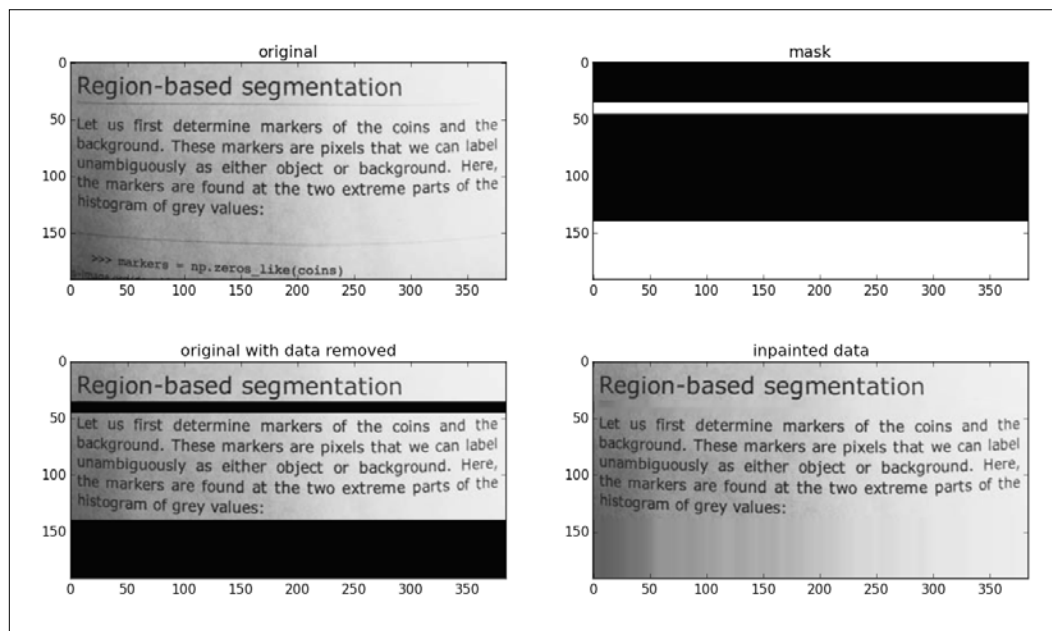 original
mask
0
50
100
150
0 50 100 150 200 250 300 350
Region-based segmentation
Let us first determine markers of the coins and the
background. These markers are pixels that we can label
unambiguously as either object or background. Here,
the markers are found at the two extreme parts of the
histogram of grey values:
>>> markers = np.zeros_like(coins)
0
50
100
150
0 50 100 150 200 250 300 350
original with data removed
0
50
100
150
0 50 100 150 200 250 300 350
Region-based segmentation
Let us first determine markers of the coins and the
background. These markers are pixels that we can label
unambiguously as either object or background. Here,
the markers are found at the two extreme parts of the
histogram of grey values:
inpainted data
0
50
100
150
0 50 100 150 200 250 300 350
Region-based segmentation
Let us first determine markers of the coins and the
background. These markers are pixels that we can label
unambiguously as either object or background. Here,
the markers are found at the two extreme parts of the
histogram of grey values: